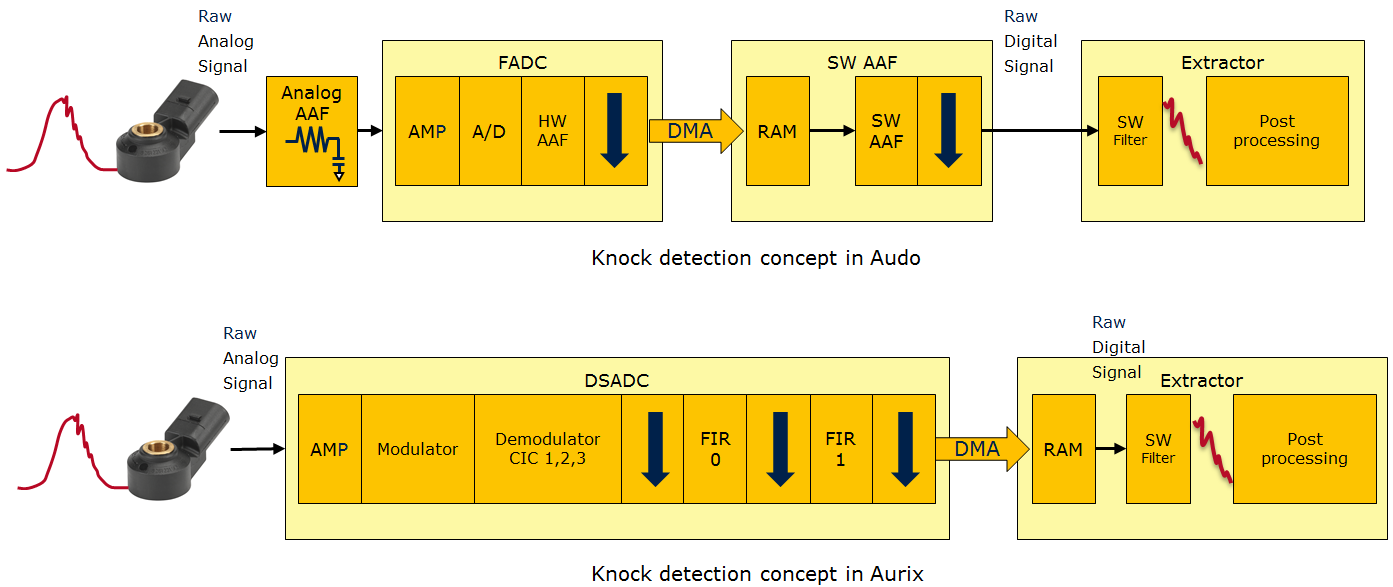 Raw
Analog
Signal
Analog
AAF
FADC
AMP
A/D
HW
AAF
DMA
SW AAF
RAM
SW
AAF
Raw
Digital
Signal
Extractor
SW
Filter
Post
processing
Knock detection concept in Audo
Raw
Analog
Signal
DSADC
AMP
Modulator
Demodulator
CIC 1,2,3
FIR
0
FIR
1
DMA
Raw
Digital
Signal
Extractor
RAM
SW
Filter
Post
processing
Knock detection concept in Aurix